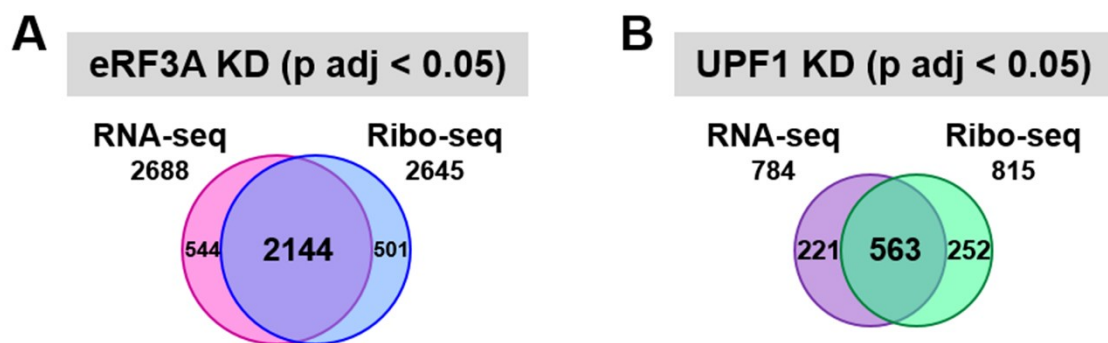 A
eRF3A KD (p adj < 0.05)
RNA-seq
2688
Ribo-seq
2645
544
2144
501
B
UPF1 KD (p adj < 0.05)
RNA-seq
784
Ribo-seq
815
221
563
252